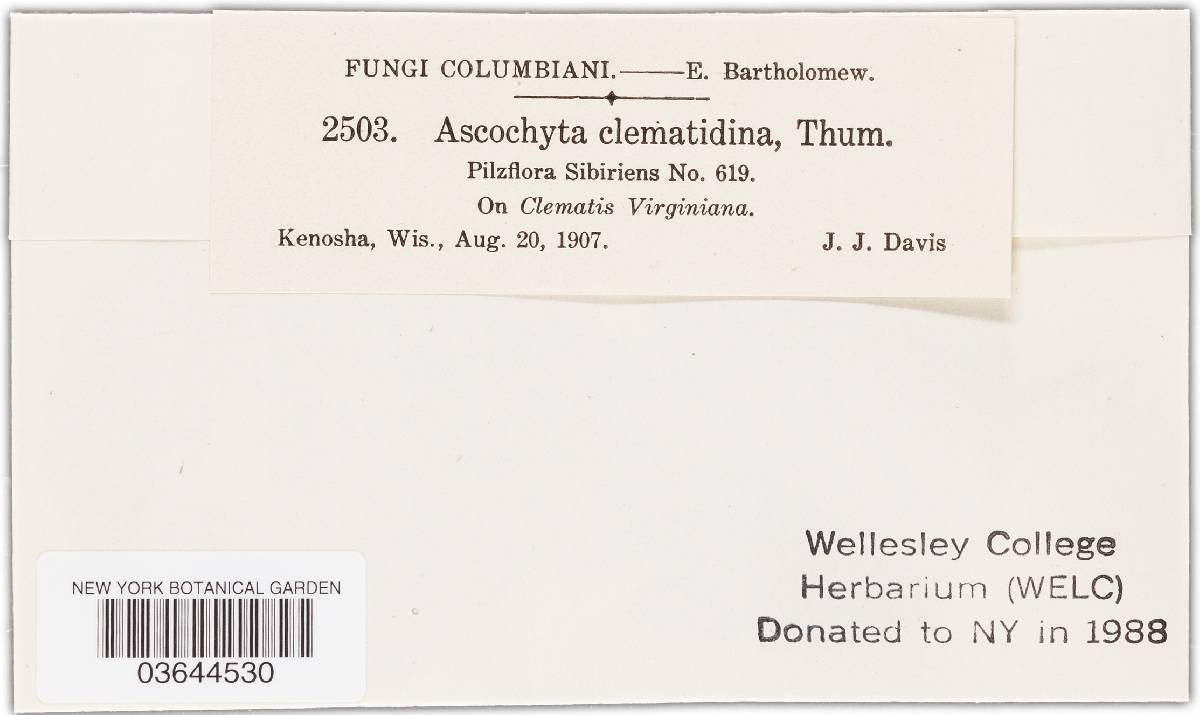 FUNGI COLUMBIANI.——E. Bartholomew.
2503. Ascochyta clematidina, Thum.
Pilzflora Sibiriens No. 619.
On Clematis Virginiana.
Kenosha, Wis., Aug. 20, 1907. J. J. Davis
Wellesley College
Herbarium (WELC)
Donated to NY in 1988
NEW YORK BOTANICAL GARDEN
03644530